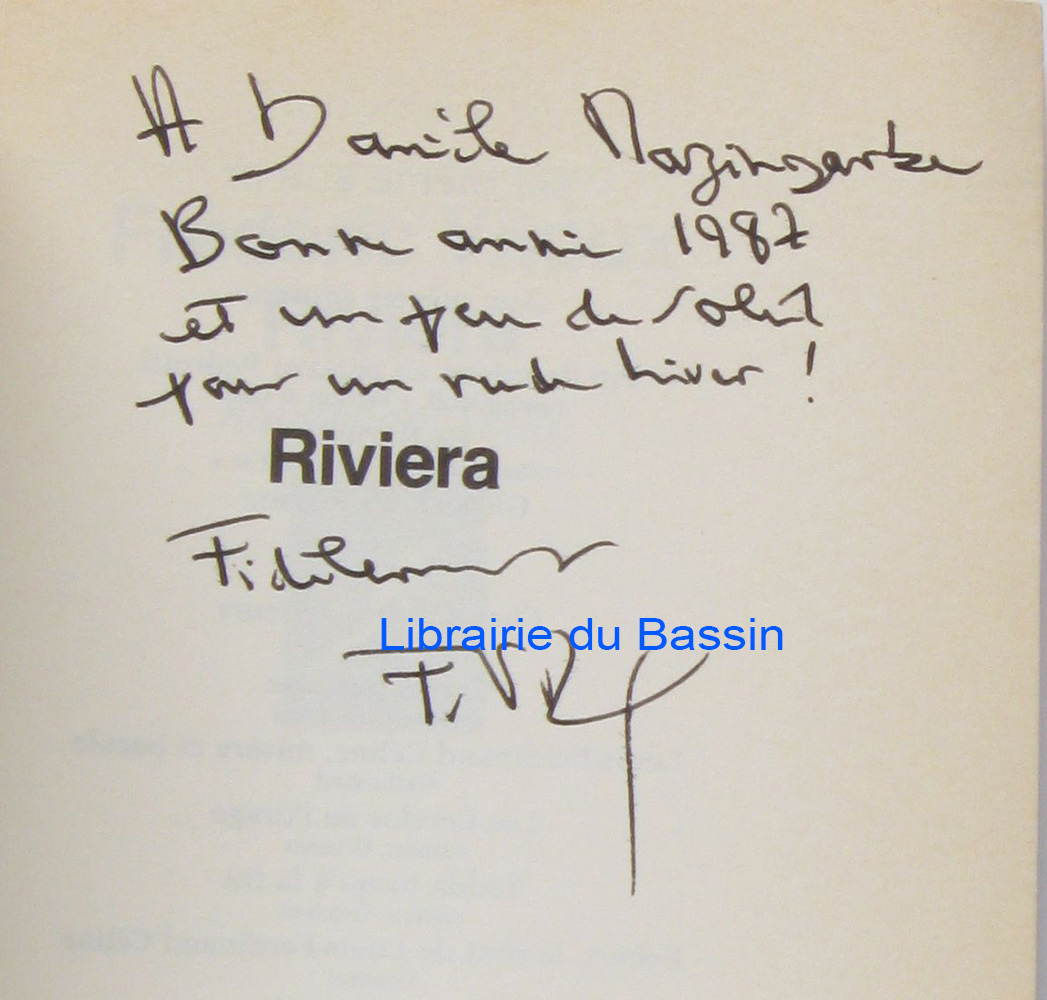 A Danièle Mazingarbe
Bonne année 1987
et un peu de soleil
pour un rude hiver !
Riviera
Fidèlement
Librairie du Bassin